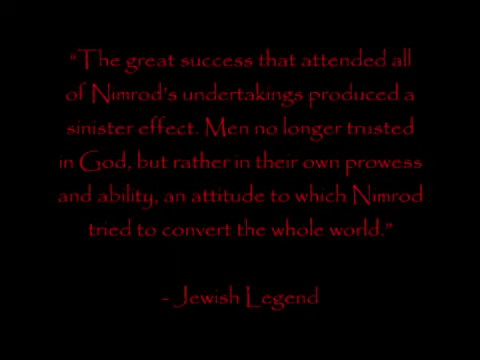 "The great success that attended all
of Nimrod's undertakings produced a
sinister effect. Men no longer trusted
in God, but rather in their own prowess
and ability, an attitude to which Nimrod
tried to convert the whole world."
- Jewish Legend